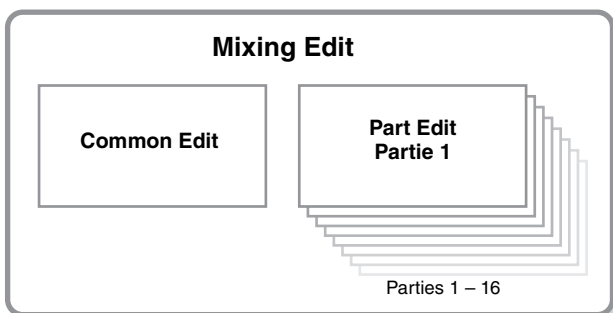 Mixing Edit
Common Edit
Part Edit
Partie 1
Parties 1 – 16